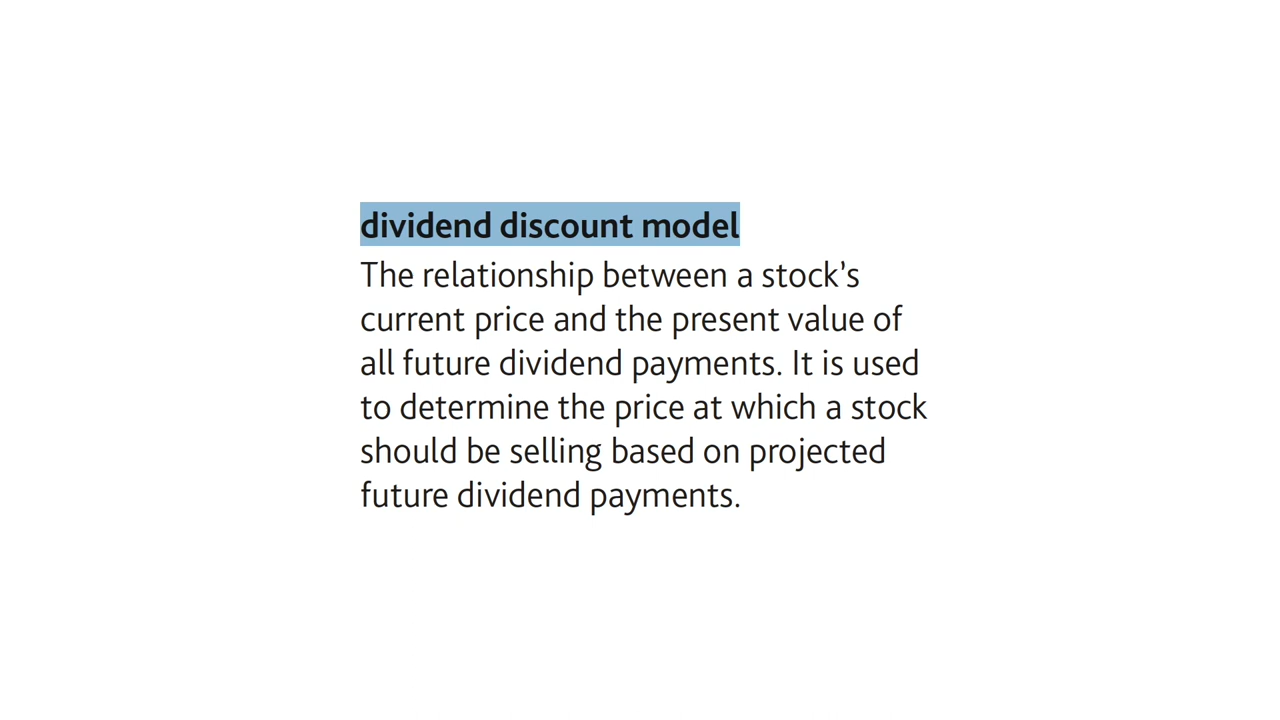 dividend discount model
The relationship between a stock’s
current price and the present value of
all future dividend payments. It is used
to determine the price at which a stock
should be selling based on projected
future dividend payments.